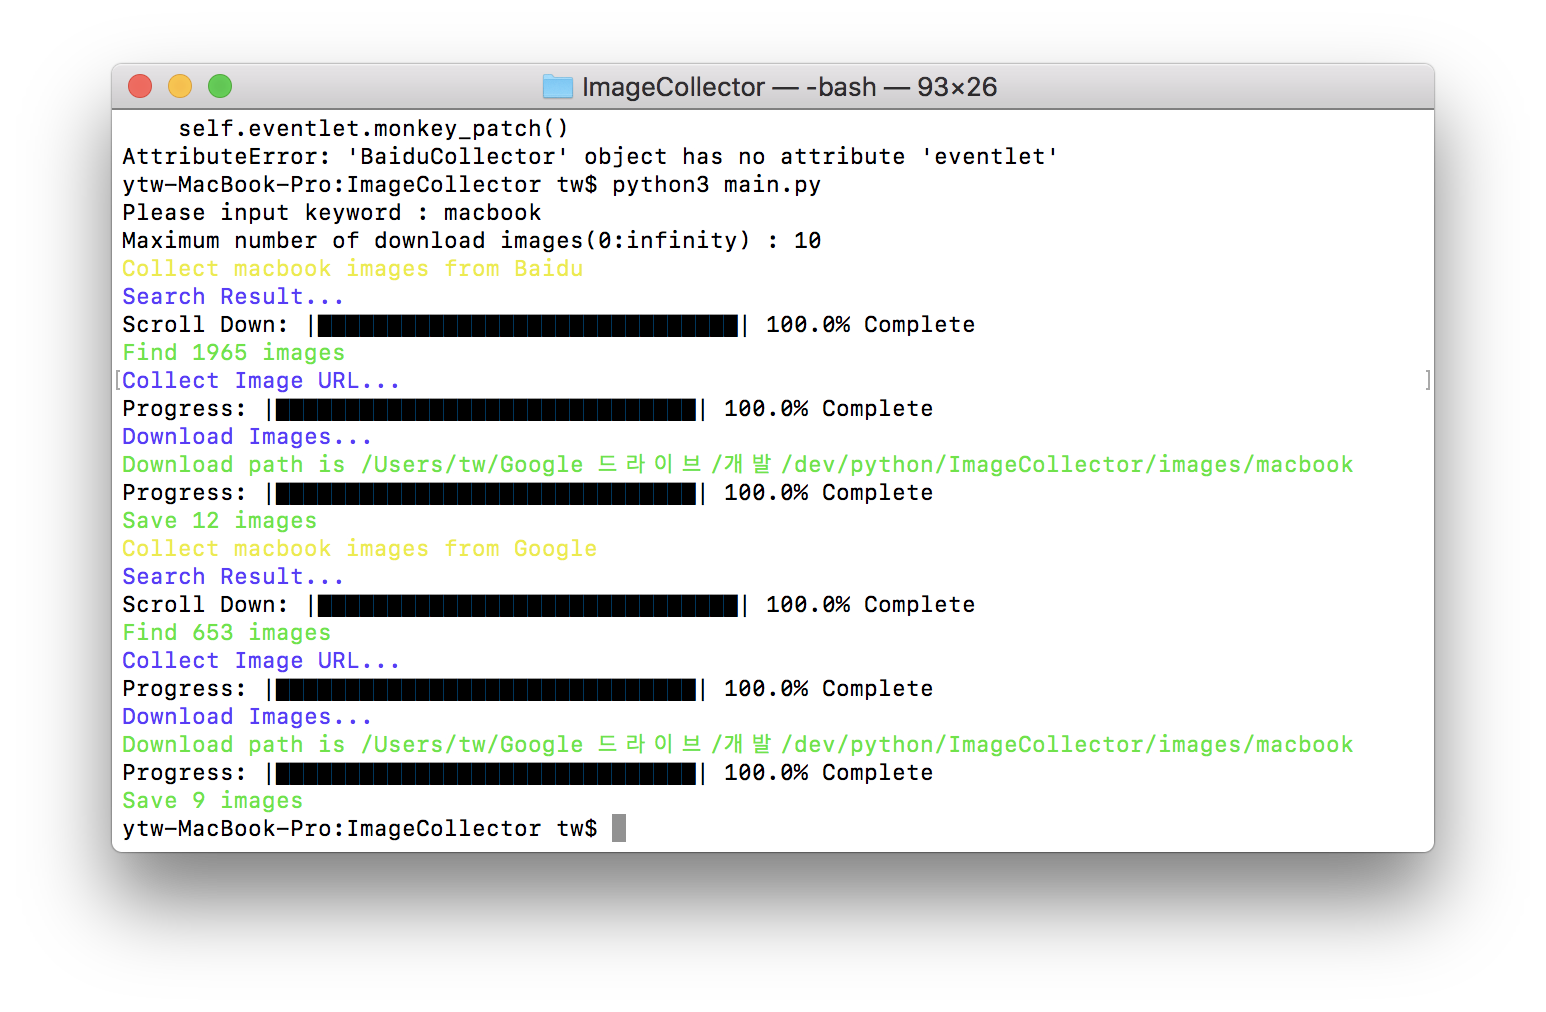 ImageCollector — -bash — 93×26
self.eventlet.monkey_patch()
AttributeError: 'BaiduCollector' object has no attribute 'eventlet'
ytw-MacBook-Pro:ImageCollector tw$ python3 main.py
Please input keyword : macbook
Maximum number of download images(0:infinity) : 10
Collect macbook images from Baidu
Search Result...
Scroll Down: |██████████████████████████████| 100.0% Complete
Find 1965 images
[Collect Image URL... ]
Progress: |██████████████████████████████| 100.0% Complete
Download Images...
Download path is /Users/tw/Google 드라이브/개발/dev/python/ImageCollector/images/macbook
Progress: |██████████████████████████████| 100.0% Complete
Save 12 images
Collect macbook images from Google
Search Result...
Scroll Down: |██████████████████████████████| 100.0% Complete
Find 653 images
Collect Image URL...
Progress: |██████████████████████████████| 100.0% Complete
Download Images...
Download path is /Users/tw/Google 드라이브/개발/dev/python/ImageCollector/images/macbook
Progress: |██████████████████████████████| 100.0% Complete
Save 9 images
ytw-MacBook-Pro:ImageCollector tw$